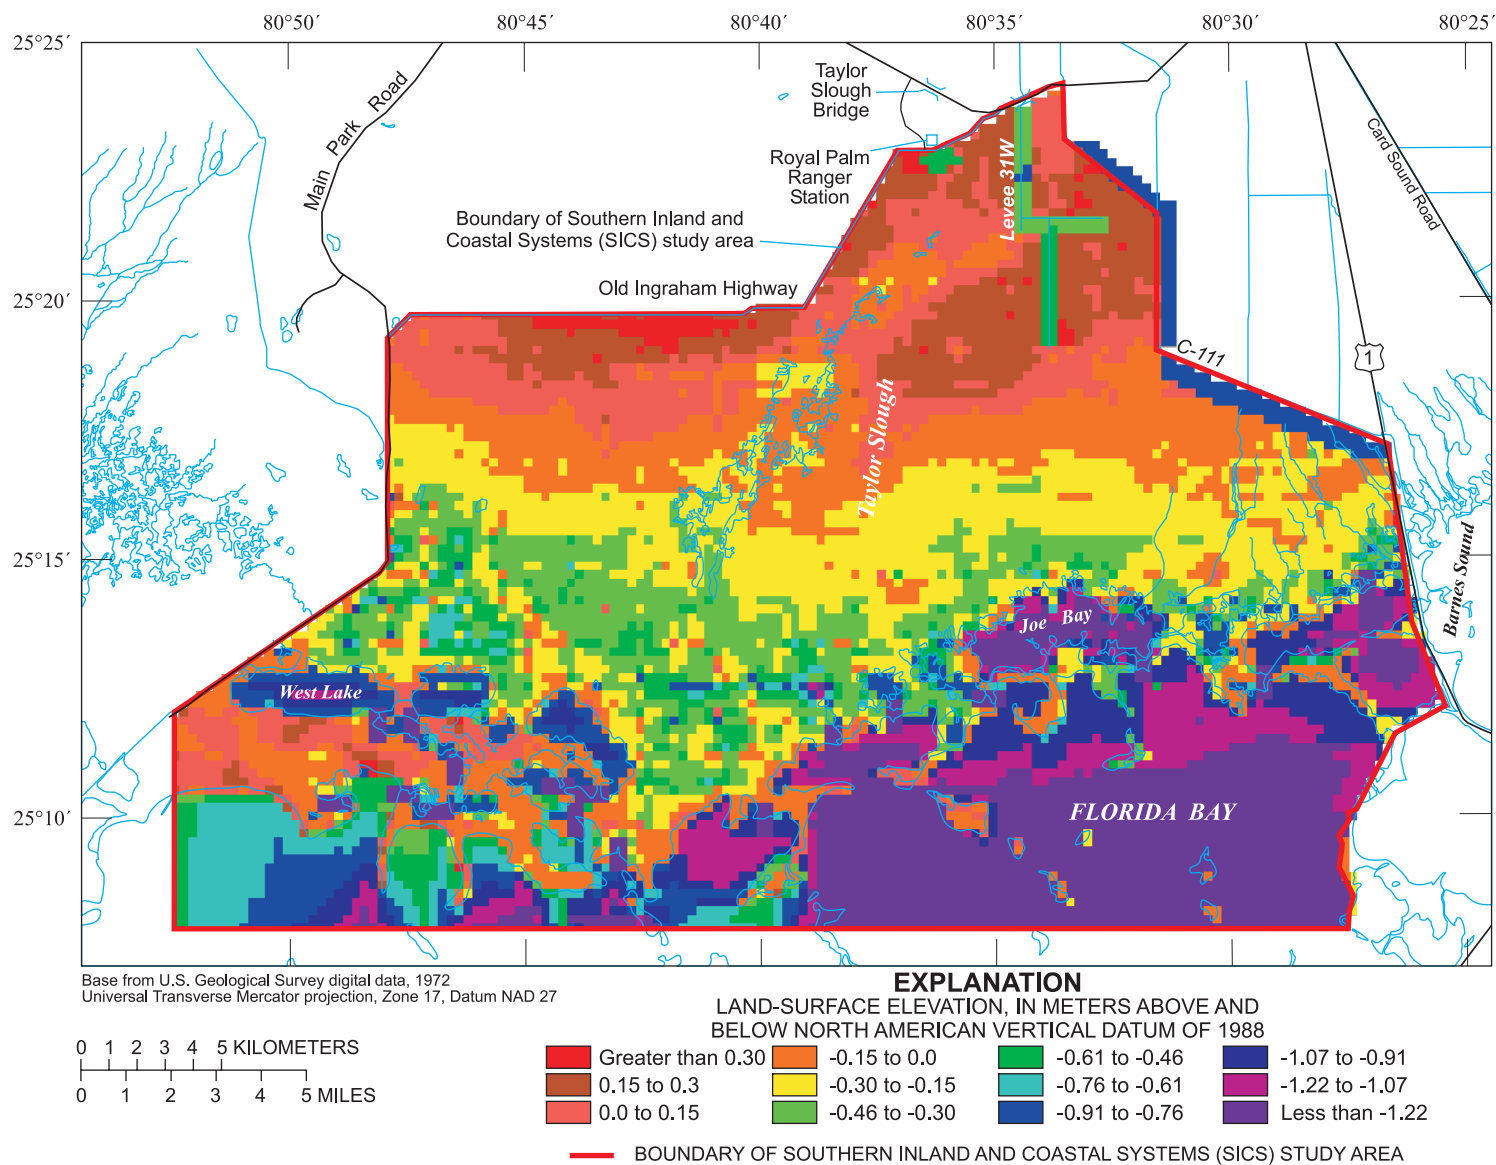 80°50′ 80°45′ 80°40′ 80°35′ 80°30′ 80°25′
25°25′
Main Park Road
Taylor
Slough
Bridge
Royal Palm
Ranger
Station
Levee 31W
Card Sound Road
Boundary of Southern Inland and
Coastal Systems (SICS) study area
Old Ingraham Highway
25°20′
C-111
1
Taylor Slough
25°15′
Barnes Sound
Joe Bay
West Lake
25°10′
FLORIDA BAY
Base from U.S. Geological Survey digital data, 1972
Universal Transverse Mercator projection, Zone 17, Datum NAD 27
0 1 2 3 4 5 KILOMETERS
0 1 2 3 4 5 MILES
EXPLANATION
LAND-SURFACE ELEVATION, IN METERS ABOVE AND
BELOW NORTH AMERICAN VERTICAL DATUM OF 1988
Greater than 0.30 -0.15 to 0.0 -0.61 to -0.46 -1.07 to -0.91
0.15 to 0.3 -0.30 to -0.15 -0.76 to -0.61 -1.22 to -1.07
0.0 to 0.15 -0.46 to -0.30 -0.91 to -0.76 Less than -1.22
BOUNDARY OF SOUTHERN INLAND AND COASTAL SYSTEMS (SICS) STUDY AREA